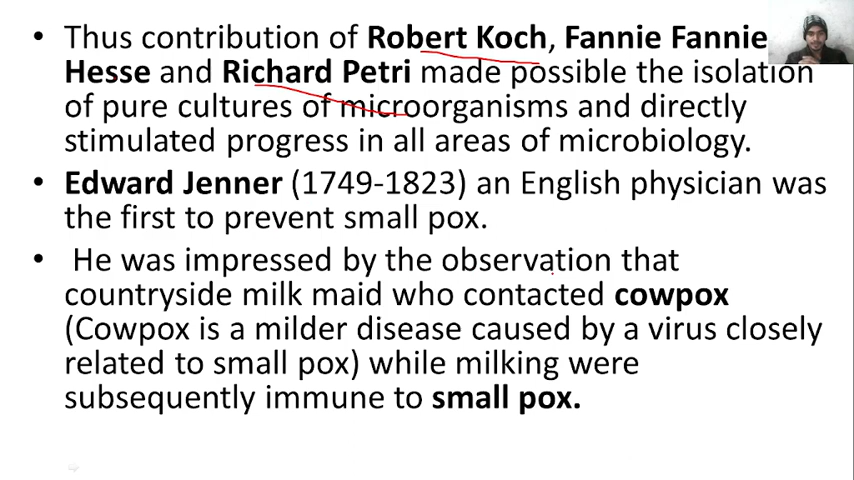 • Thus contribution of Robert Koch, Fannie Fannie
Hesse and Richard Petri made possible the isolation
of pure cultures of microorganisms and directly
stimulated progress in all areas of microbiology.
• Edward Jenner (1749-1823) an English physician was
the first to prevent small pox.
• He was impressed by the observation that
countryside milk maid who contacted cowpox
(Cowpox is a milder disease caused by a virus closely
related to small pox) while milking were
subsequently immune to small pox.